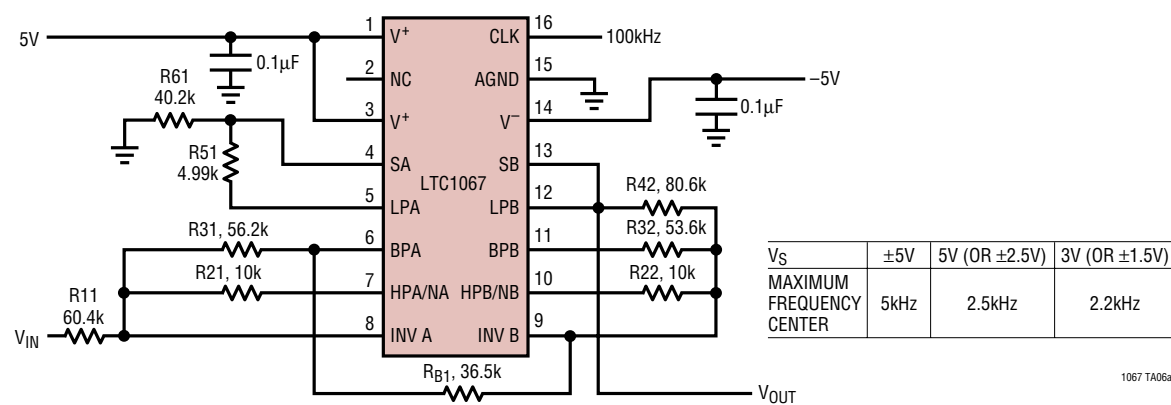 5V
0.1μF
R61
40.2k
R51
4.99k
R31, 56.2k
R21, 10k
R11
60.4k
VIN
1
V+
2
NC
3
V+
4
SA
5
LPA
6
BPA
7
HPA/NA
8
INV A
LTC1067
16
CLK
100kHz
15
AGND
14
V−
–5V
0.1μF
13
SB
12
LPB
R42, 80.6k
11
BPB
R32, 53.6k
10
HPB/NB
R22, 10k
9
INV B
RB1, 36.5k
VOUT
VS ±5V 5V (OR ±2.5V) 3V (OR ±1.5V)
MAXIMUM
FREQUENCY 5kHz 2.5kHz 2.2kHz
CENTER
1067 TA06a